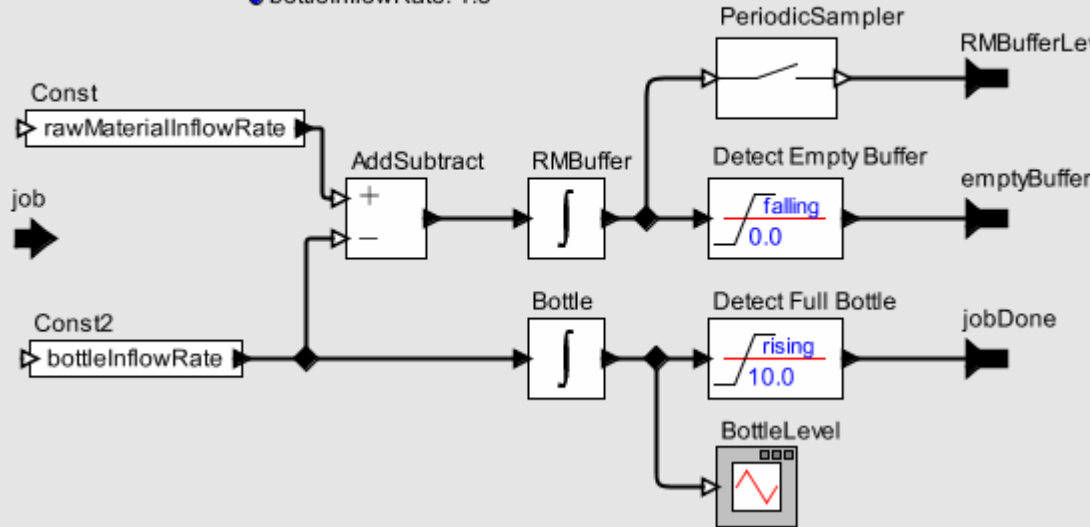 PeriodicSampler
RMBufferLev
Const
rawMaterialInflowRate
AddSubtract
RMBuffer
Detect Empty Buffer
emptyBuffer
job
+
−
falling
0.0
Const2
bottleInflowRate
Bottle
Detect Full Bottle
jobDone
rising
10.0
BottleLevel